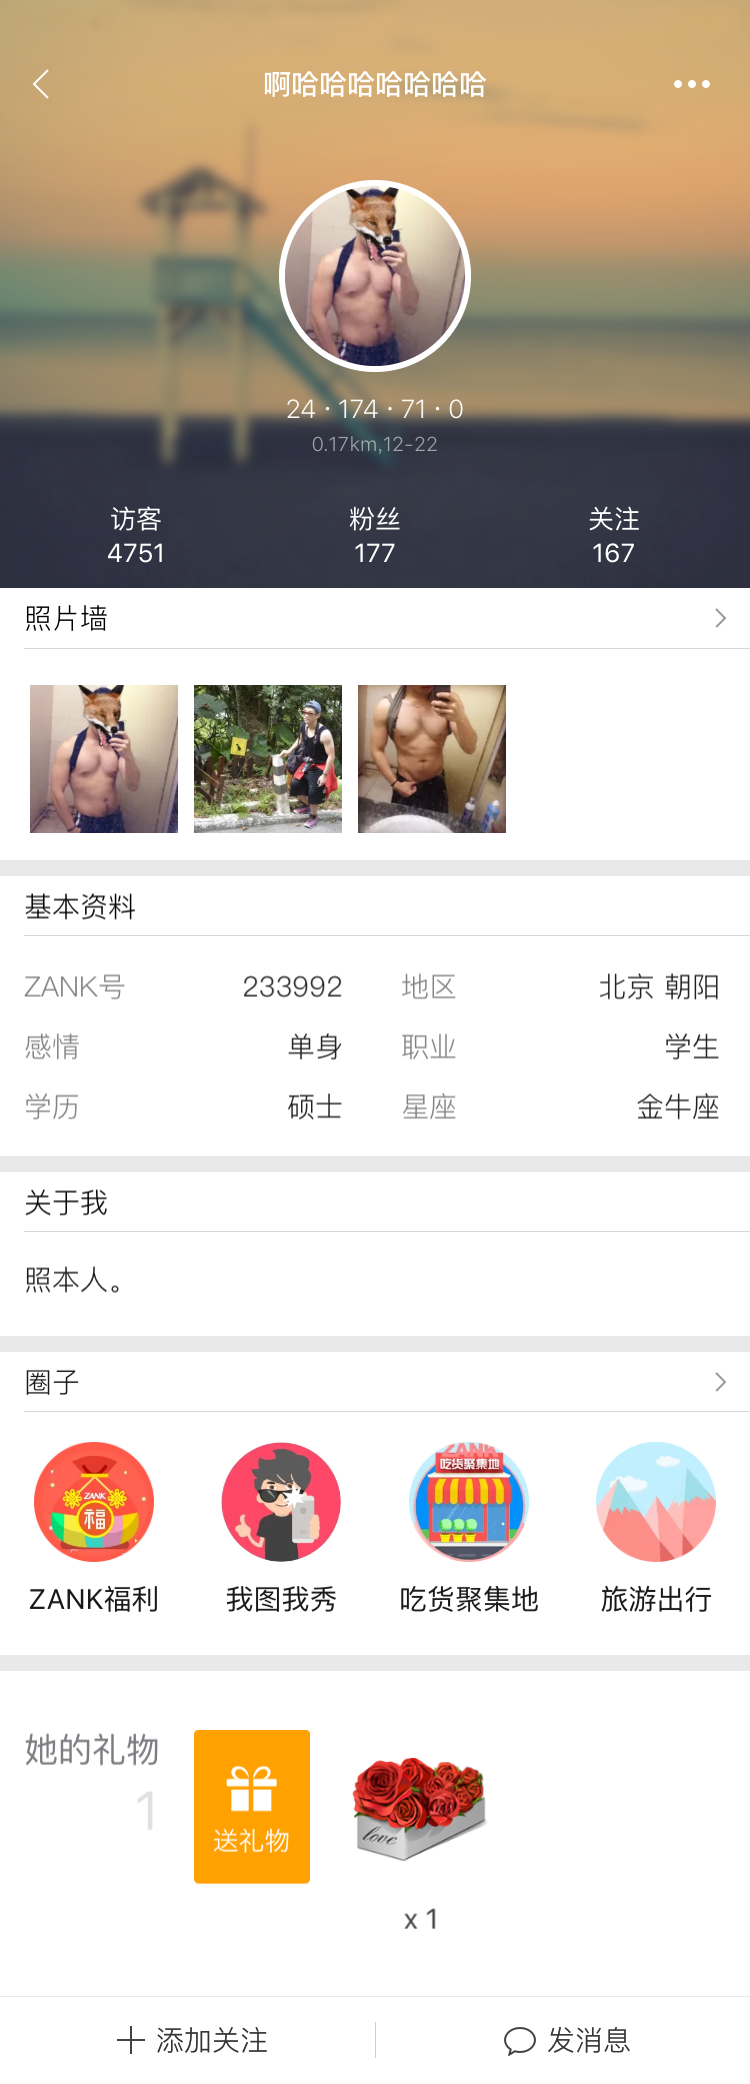 啊哈哈哈哈哈哈哈
24 · 174 · 71 · 0
0.17km,12-22
访客 粉丝 关注
4751 177 167
照片墙
基本资料
ZANK号 233992 地区 北京 朝阳
感情 单身 职业 学生
学历 硕士 星座 金牛座
关于我
照本人。
圈子
ZANK
福
ZANK
吃货聚集地
ZANK福利 我图我秀 吃货聚集地 旅游出行
她的礼物
1
送礼物
love
x 1
添加关注 发消息